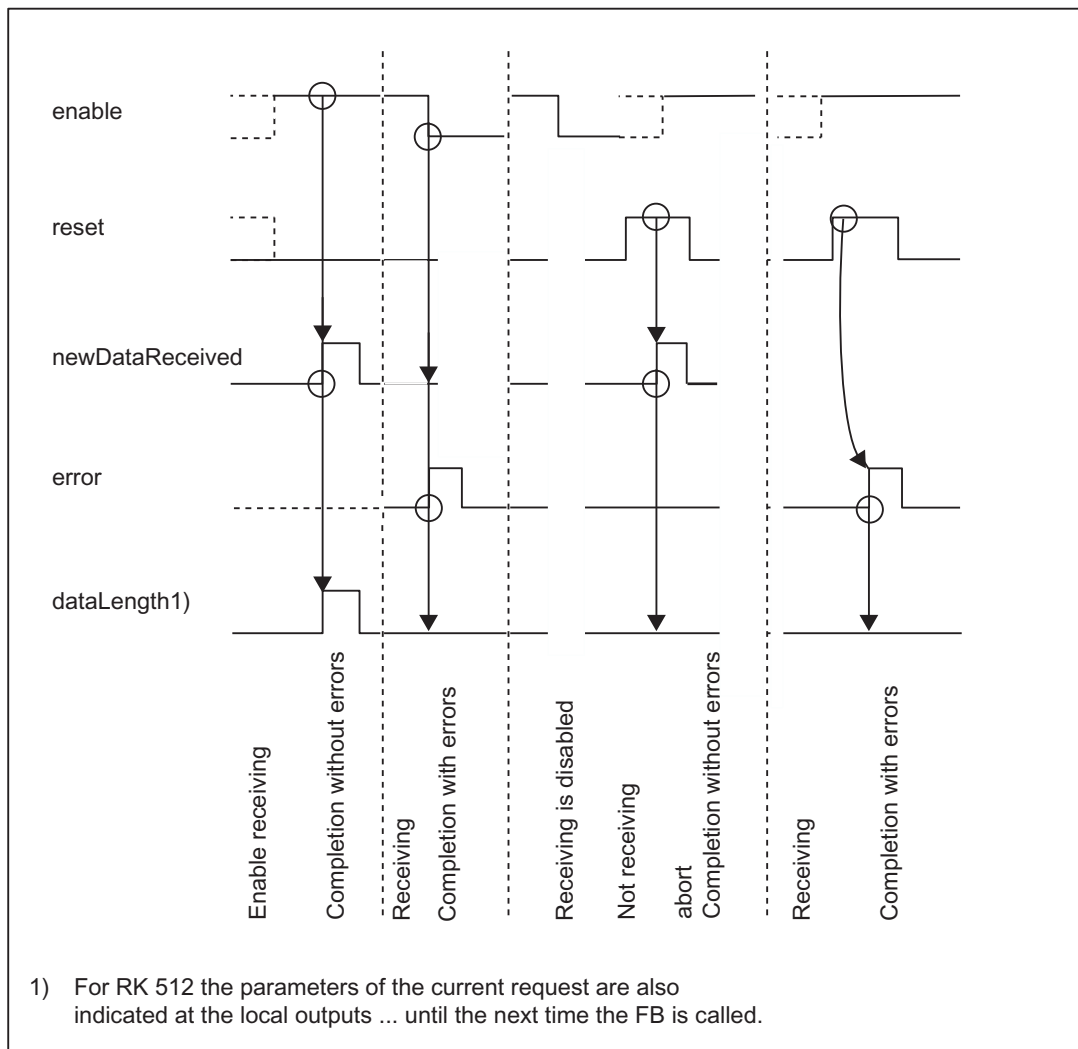 enable
reset
newDataReceived
error
dataLength1)
Enable receiving
Completion without errors
Receiving
Completion with errors
Receiving is disabled
Not receiving
abort
Completion without errors
Receiving
Completion with errors
1) For RK 512 the parameters of the current request are also
indicated at the local outputs ... until the next time the FB is called.